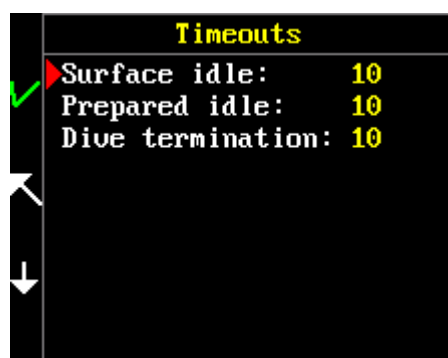 Timeouts
Surface idle: 10
Prepared idle: 10
Dive termination: 10